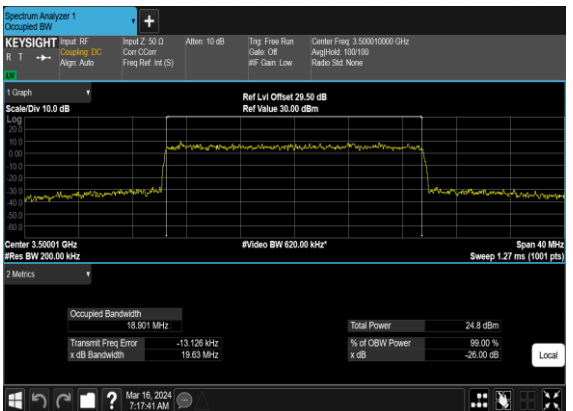 Spectrum Analyzer 1
Occupied BW
+
KEYSIGHT Input: RF Input Z: 50 Ω Atten: 10 dB Trig: Free Run Center Freq: 3.500010000 GHz
R T Coupling: DC Corr CCorr Gate: Off Avg|Hold: 100/100
Align: Auto Freq Ref: Int (S) #IF Gain: Low Radio Std: None
LU
1 Graph
Ref Lvl Offset 29.50 dB
Scale/Div 10.0 dB Ref Value 30.00 dBm
Log
20.0
10.0
0.00
-10.0
-20.0
-30.0
-40.0
-50.0
-60.0
Center 3.50001 GHz #Video BW 620.00 kHz* Span 40 MHz
#Res BW 200.00 kHz Sweep 1.27 ms (1001 pts)
2 Metrics
Occupied Bandwidth
18.901 MHz Total Power 24.8 dBm
Transmit Freq Error -13.126 kHz % of OBW Power 99.00 %
x dB Bandwidth 19.63 MHz x dB -26.00 dB
Local
?
Mar 16, 2024
7:17:41 AM